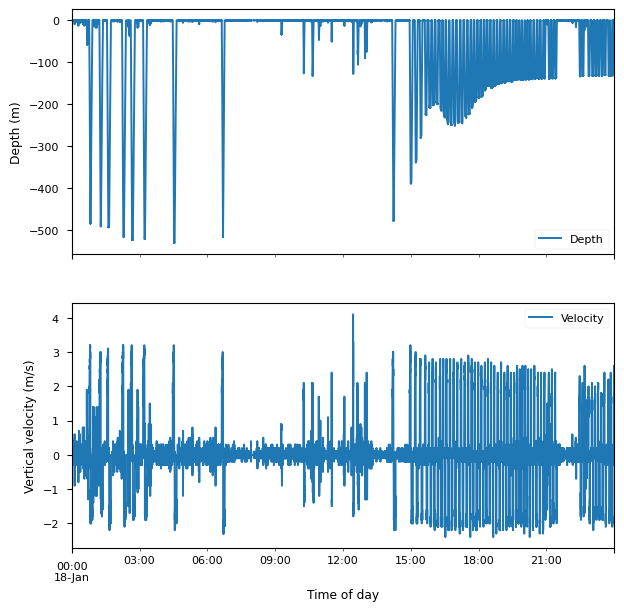 0
−100
−200
−300
−400
−500
Depth (m)
Depth
4
3
2
1
0
−1
−2
Vertical velocity (m/s)
Velocity
00:00 03:00 06:00 09:00 12:00 15:00 18:00 21:00
18-Jan
Time of day